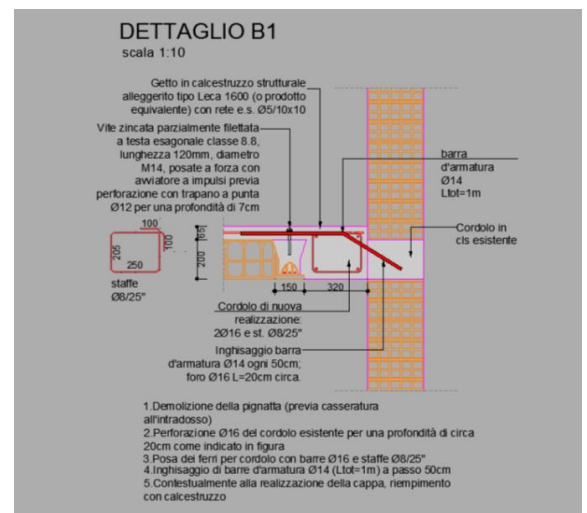 DETTAGLIO B1
scala 1:10
Getto in calcestruzzo strutturale
alleggerito tipo Leca 1600 (o prodotto
equivalente) con rete e.s. Ø5/10x10
Vite zincata parzialmente filettata
a testa esagonale classe 8.8,
lunghezza 120mm, diametro
M14, posate a forza con
avviatore a impulsi previa
perforazione con trapano a punta
Ø12 per una profondità di 7cm
barra
d'armatura
Ø14
Ltot=1m
Cordolo in
cls esistente
100
100
205
250
staffe
Ø8/25"
65
200
150
320
Cordolo di nuova
realizzazione:
2Ø16 e st. Ø8/25"
Inghisaggio barra
d'armatura Ø14 ogni 50cm;
foro Ø16 L=20cm circa.
1.Demolizione della pignatta (previa casseratura
all'intradosso)
2.Perforazione Ø16 del cordolo esistente per una profondità di circa
20cm come indicato in figura
3.Posa dei ferri per cordolo con barre Ø16 e staffe Ø8/25"
4.Inghisaggio di barre d'armatura Ø14 (Ltot=1m) a passo 50cm
5.Contestualmente alla realizzazione della cappa, riempimento
con calcestruzzo